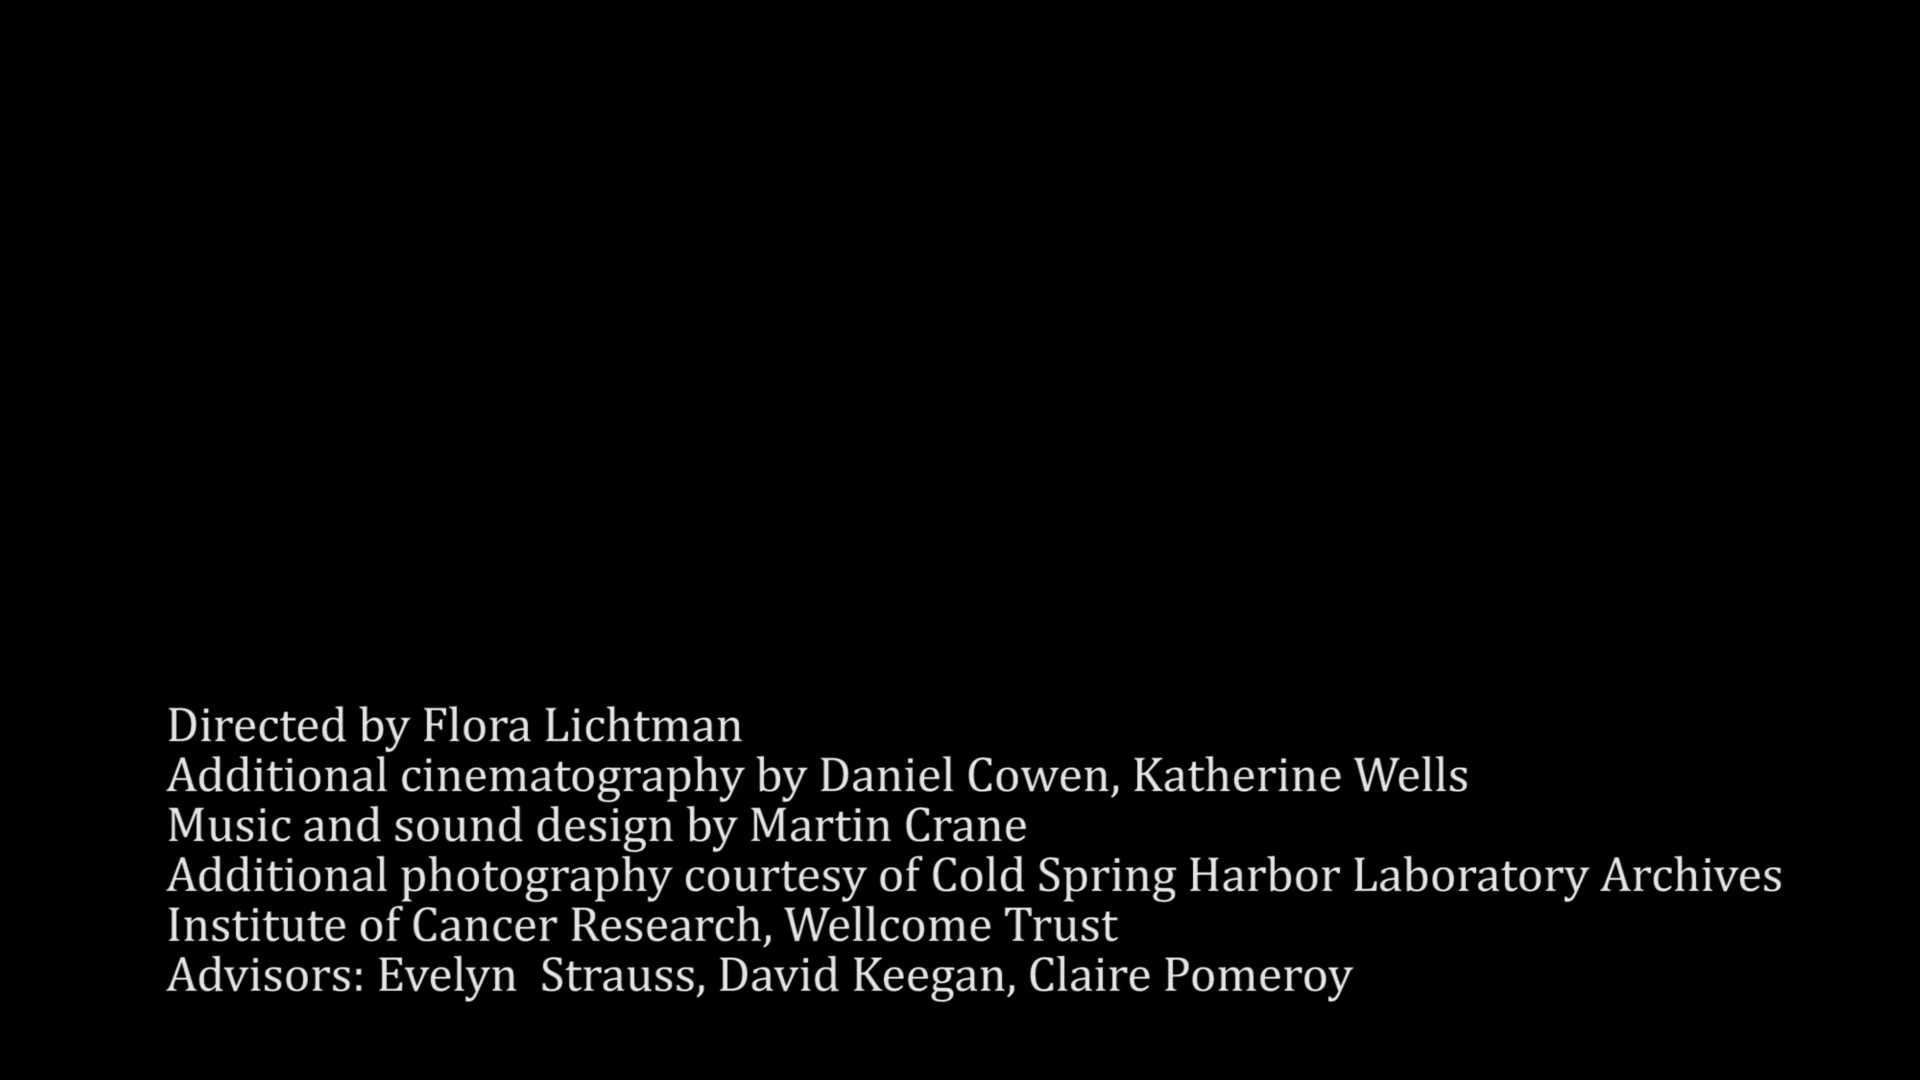 Directed by Flora Lichtman
Additional cinematography by Daniel Cowen, Katherine Wells
Music and sound design by Martin Crane
Additional photography courtesy of Cold Spring Harbor Laboratory Archives
Institute of Cancer Research, Wellcome Trust
Advisors: Evelyn  Strauss, David Keegan, Claire Pomeroy